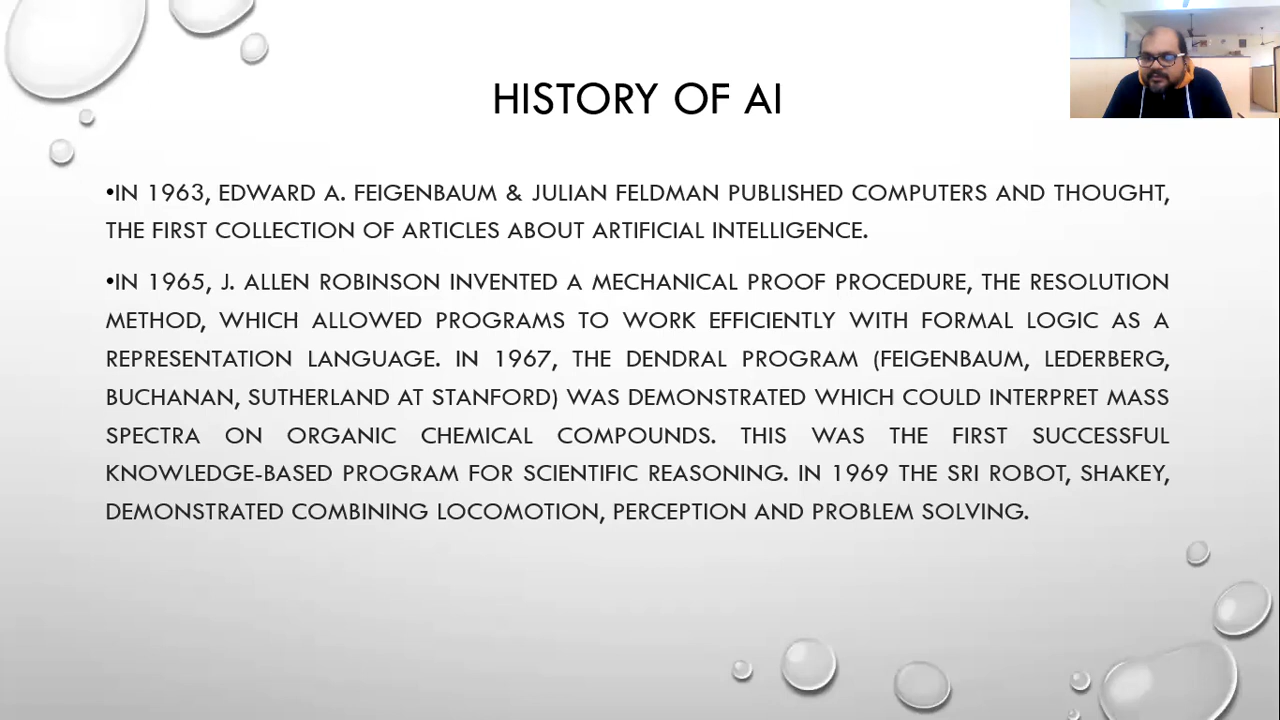 HISTORY OF AI
•IN 1963, EDWARD A. FEIGENBAUM & JULIAN FELDMAN PUBLISHED COMPUTERS AND THOUGHT,
THE FIRST COLLECTION OF ARTICLES ABOUT ARTIFICIAL INTELLIGENCE.
•IN 1965, J. ALLEN ROBINSON INVENTED A MECHANICAL PROOF PROCEDURE, THE RESOLUTION
METHOD, WHICH ALLOWED PROGRAMS TO WORK EFFICIENTLY WITH FORMAL LOGIC AS A
REPRESENTATION LANGUAGE. IN 1967, THE DENDRAL PROGRAM (FEIGENBAUM, LEDERBERG,
BUCHANAN, SUTHERLAND AT STANFORD) WAS DEMONSTRATED WHICH COULD INTERPRET MASS
SPECTRA ON ORGANIC CHEMICAL COMPOUNDS. THIS WAS THE FIRST SUCCESSFUL
KNOWLEDGE-BASED PROGRAM FOR SCIENTIFIC REASONING. IN 1969 THE SRI ROBOT, SHAKEY,
DEMONSTRATED COMBINING LOCOMOTION, PERCEPTION AND PROBLEM SOLVING.